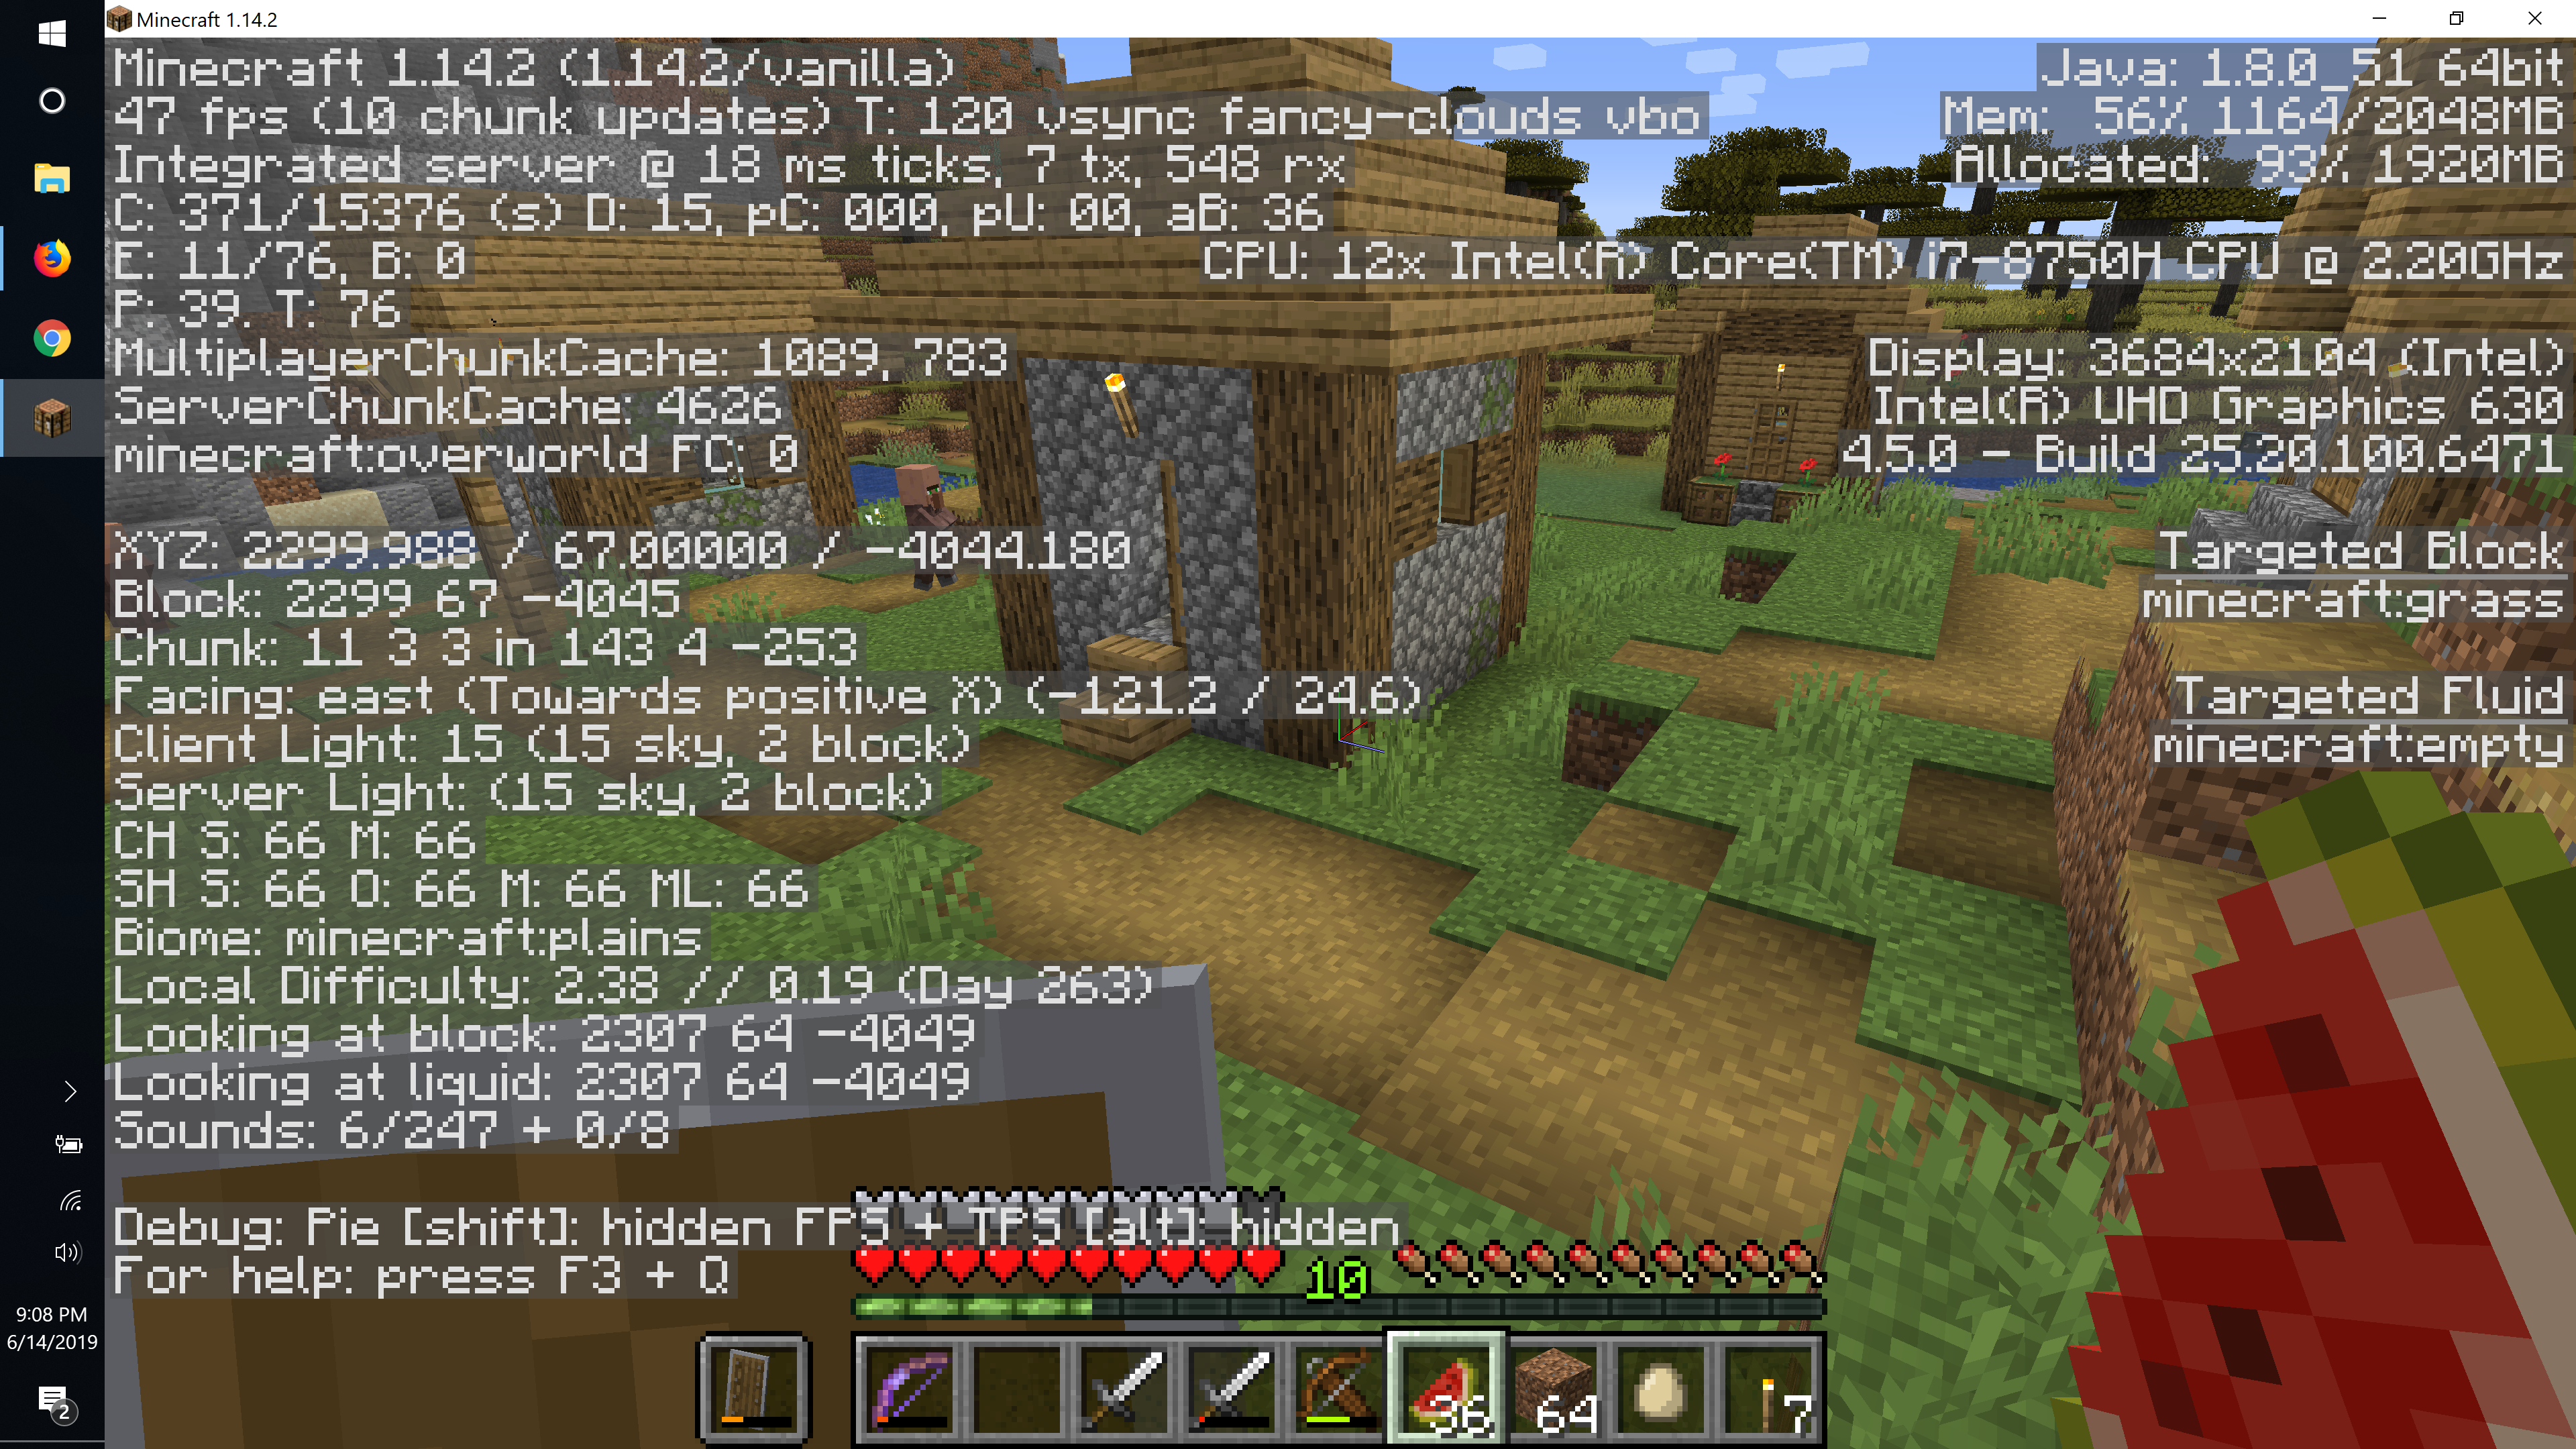 Minecraft 1.14.2
Minecraft 1.14.2 (1.14.2/vanilla)
47 fps (10 chunk updates) T: 120 vsync fancy-clouds vbo
Integrated server @ 18 ms ticks, 7 tx, 548 rx
C: 371/15376 (s) D: 15, pC: 000, pU: 00, aB: 36
E: 11/76, B: 0
P: 39. T: 76
MultiplayerChunkCache: 1089, 783
ServerChunkCache: 4626
minecraft:overworld FC: 0
XYZ: 2299.988 / 67.00000 / -4044.180
Block: 2299 67 -4045
Chunk: 11 3 3 in 143 4 -253
Facing: east (Towards positive X) (-121.2 / 24.6)
Client Light: 15 (15 sky, 2 block)
Server Light: (15 sky, 2 block)
CH S: 66 M: 66
SH S: 66 O: 66 M: 66 ML: 66
Biome: minecraft:plains
Local Difficulty: 2.38 // 0.19 (Day 263)
Looking at block: 2307 64 -4049
Looking at liquid: 2307 64 -4049
Sounds: 6/247 + 0/8
Debug: Pie [shift]: hidden FPS + TPS [alt]: hidden
For help: press F3 + Q
Java: 1.8.0_51 64bit
Mem: 56% 1164/2048MB
Allocated: 93% 1920MB
CPU: 12x Intel(R) Core(TM) i7-8750H CPU @ 2.20GHz
Display: 3684x2104 (Intel)
Intel(R) UHD Graphics 630
4.5.0 - Build 25.20.100.6471
Targeted Block
minecraft:grass
Targeted Fluid
minecraft:empty
10
36
64
7
9:08 PM
6/14/2019
2